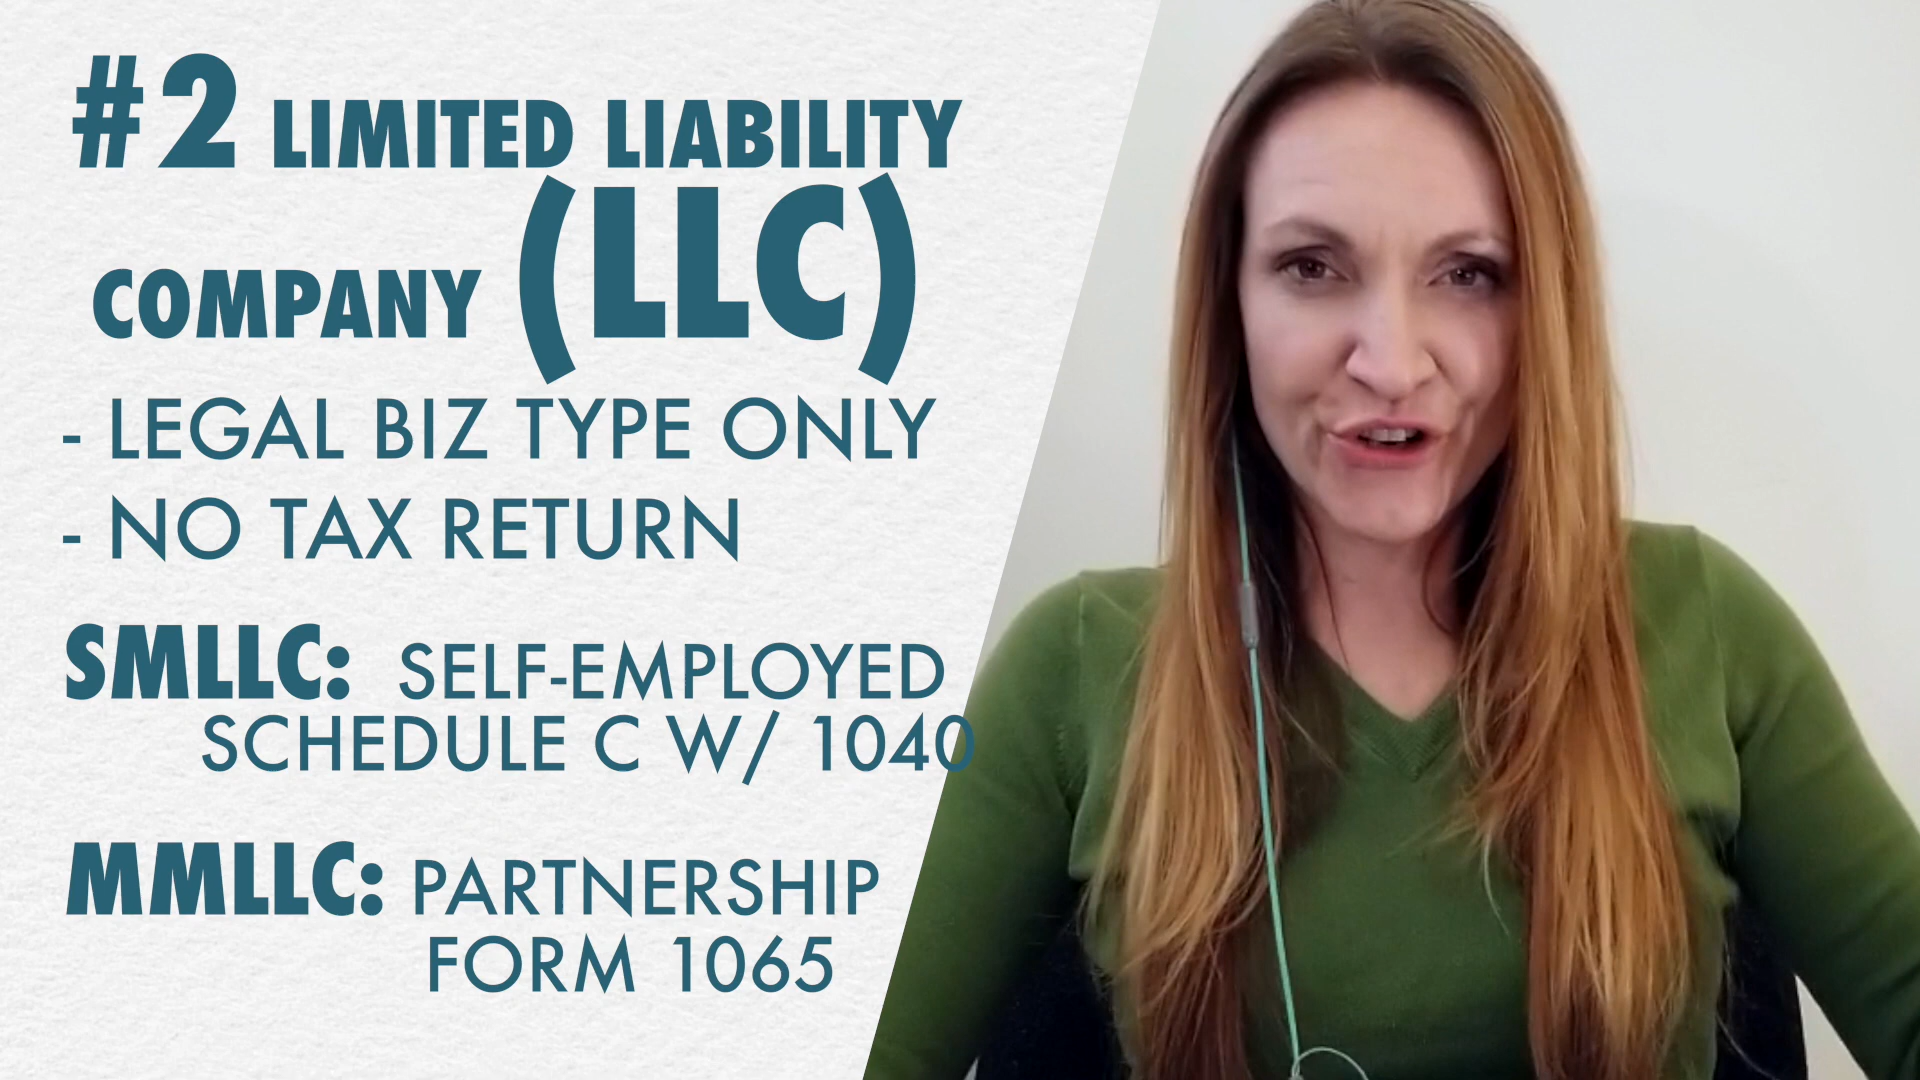 #2 LIMITED LIABILITY
COMPANY (LLC)
- LEGAL BIZ TYPE ONLY
- NO TAX RETURN
SMLLC: SELF-EMPLOYED
SCHEDULE C W/ 1040
MMLLC: PARTNERSHIP
FORM 1065